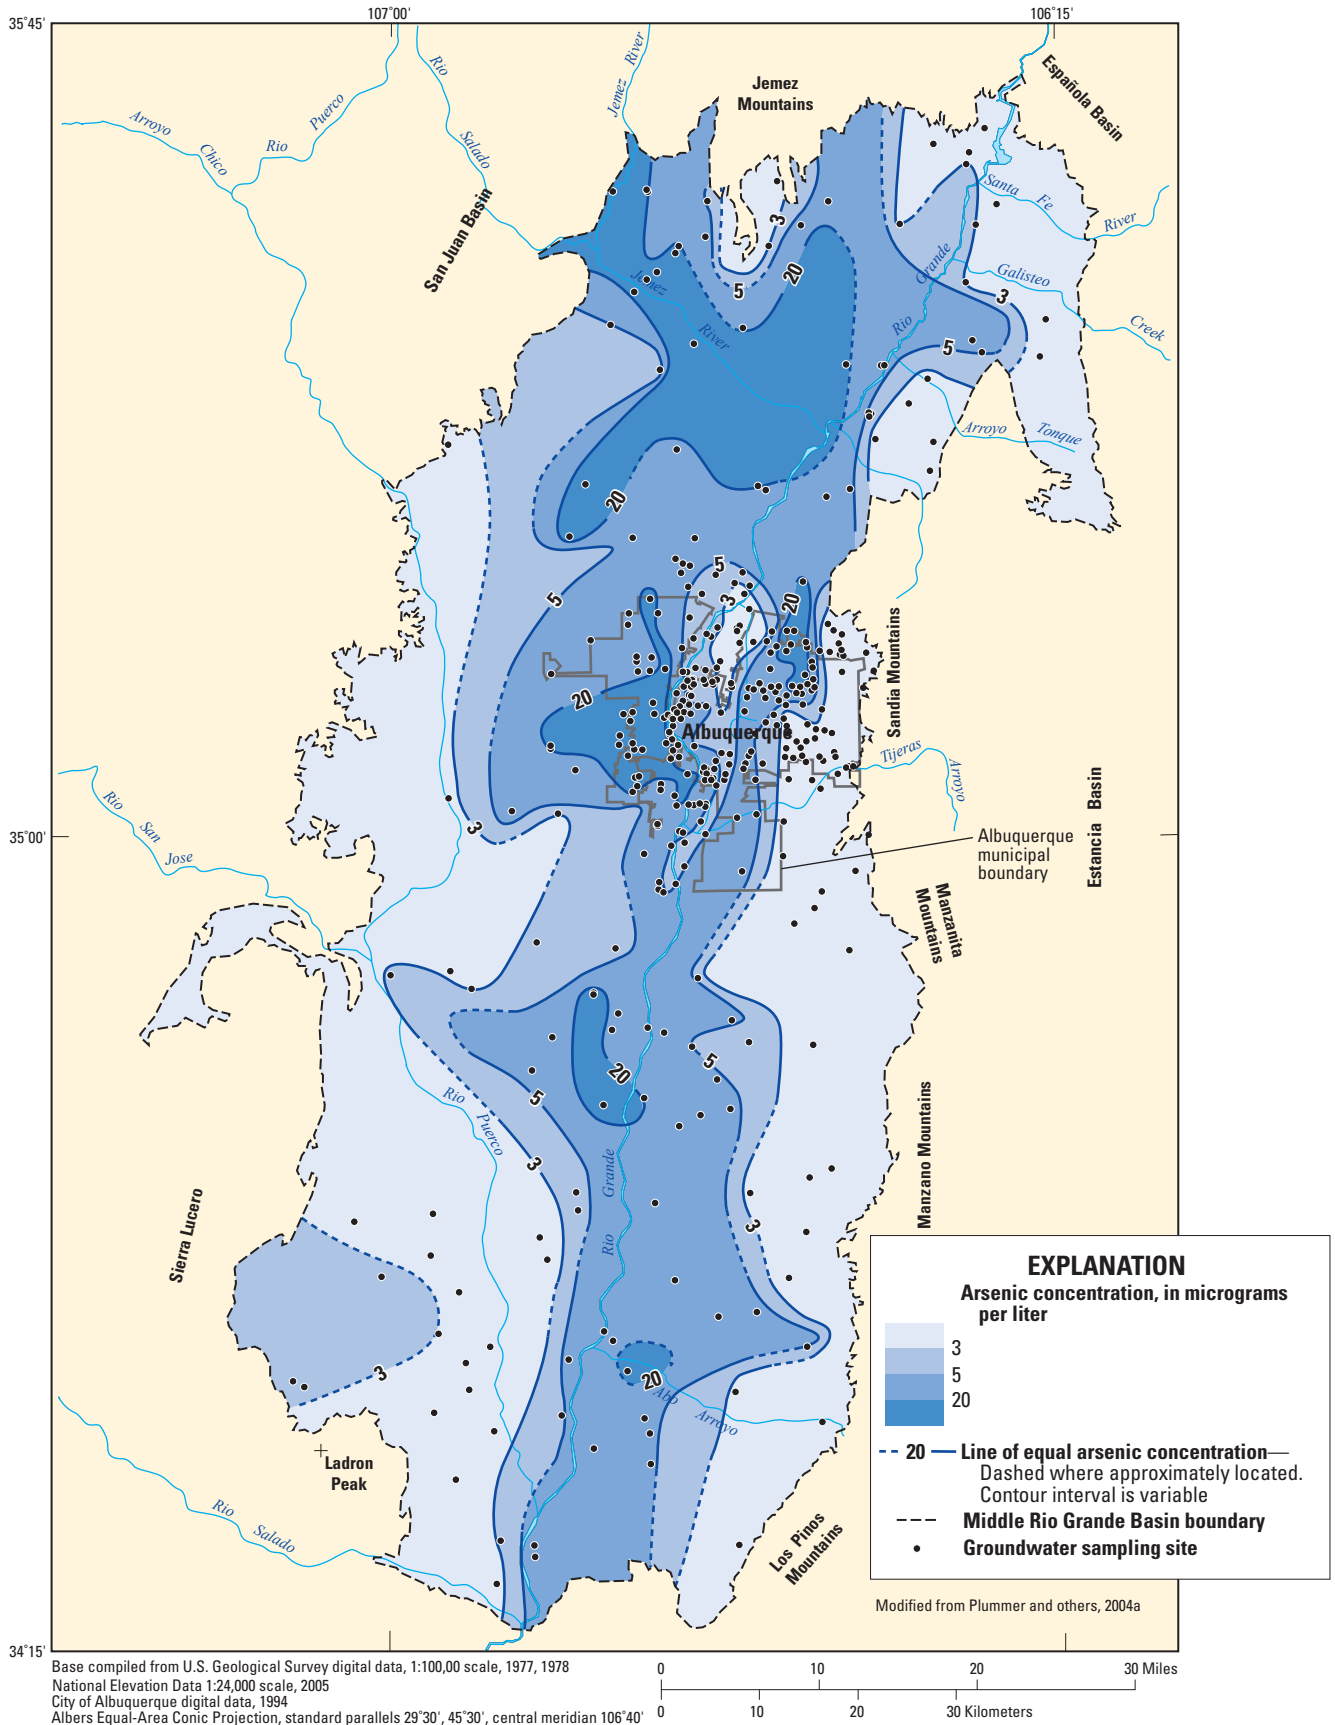 107°00'
106°15'
35°45'
Española Basin
Jemez
Mountains
Jemez River
Rio
Salado
Rio
Puerco
Arroyo
Chico
San Juan Basin
Santa Fe
River
Galisteo
Creek
Rio
Grande
Jemez
River
3
20
5
3
5
Arroyo
Tonque
20
5
5
3
20
20
Sandia Mountains
Albuquerque
Tijeras
Arroyo
Estancia Basin
Rio
San
Jose
3
35°00'
Albuquerque
municipal
boundary
Manzanita
Mountains
20
5
5
3
Rio
Puerco
Grande
Rio
Manzano Mountains
3
Sierra Lucero
3
20
Abo
Arroyo
Ladron
Peak
Rio
Salado
Los Pinos
Mountains
34°15'
EXPLANATION
Arsenic concentration, in micrograms
per liter
3
5
20
20 Line of equal arsenic concentration—
Dashed where approximately located.
Contour interval is variable
Middle Rio Grande Basin boundary
Groundwater sampling site
Modified from Plummer and others, 2004a
Base compiled from U.S. Geological Survey digital data, 1:100,00 scale, 1977, 1978
National Elevation Data 1:24,000 scale, 2005
City of Albuquerque digital data, 1994
Albers Equal-Area Conic Projection, standard parallels 29°30', 45°30', central meridian 106°40'
0 10 20 30 Miles
0 10 20 30 Kilometers